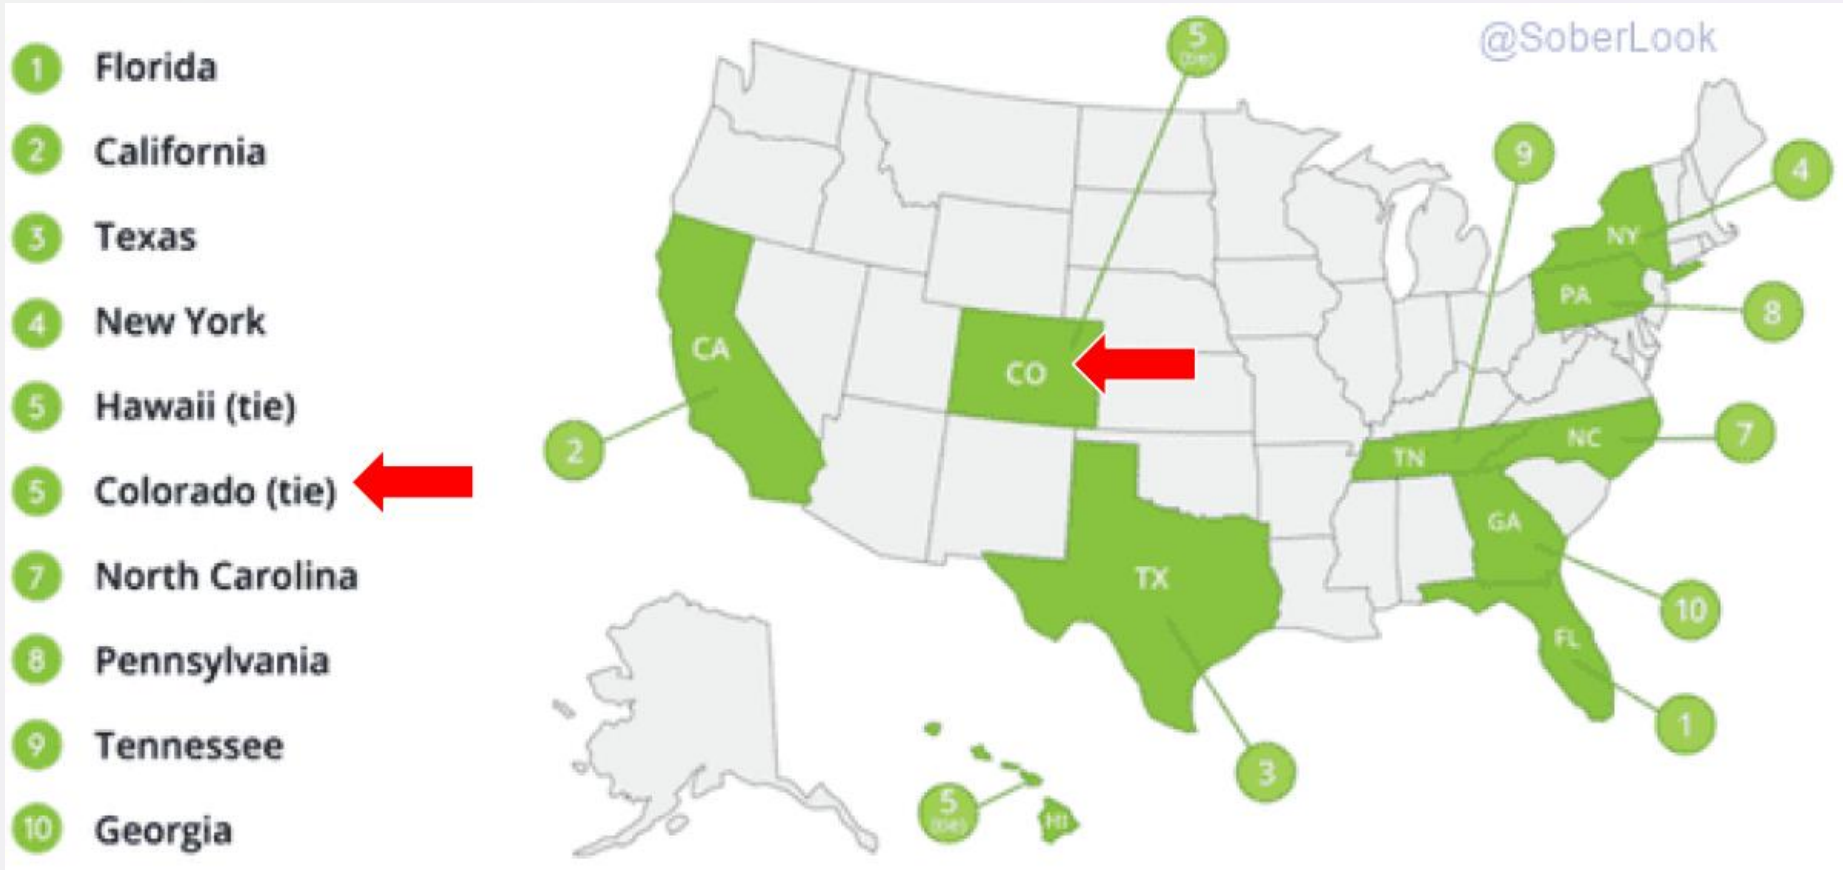 @SoberLook
1 Florida
2 California
3 Texas
4 New York
5 Hawaii (tie)
5 Colorado (tie)
7 North Carolina
8 Pennsylvania
9 Tennessee
10 Georgia
5
(tie)
9
4
NY
PA
8
CA
CO
2
TN
NC
7
GA
TX
10
FL
1
3
5
(tie)
HI